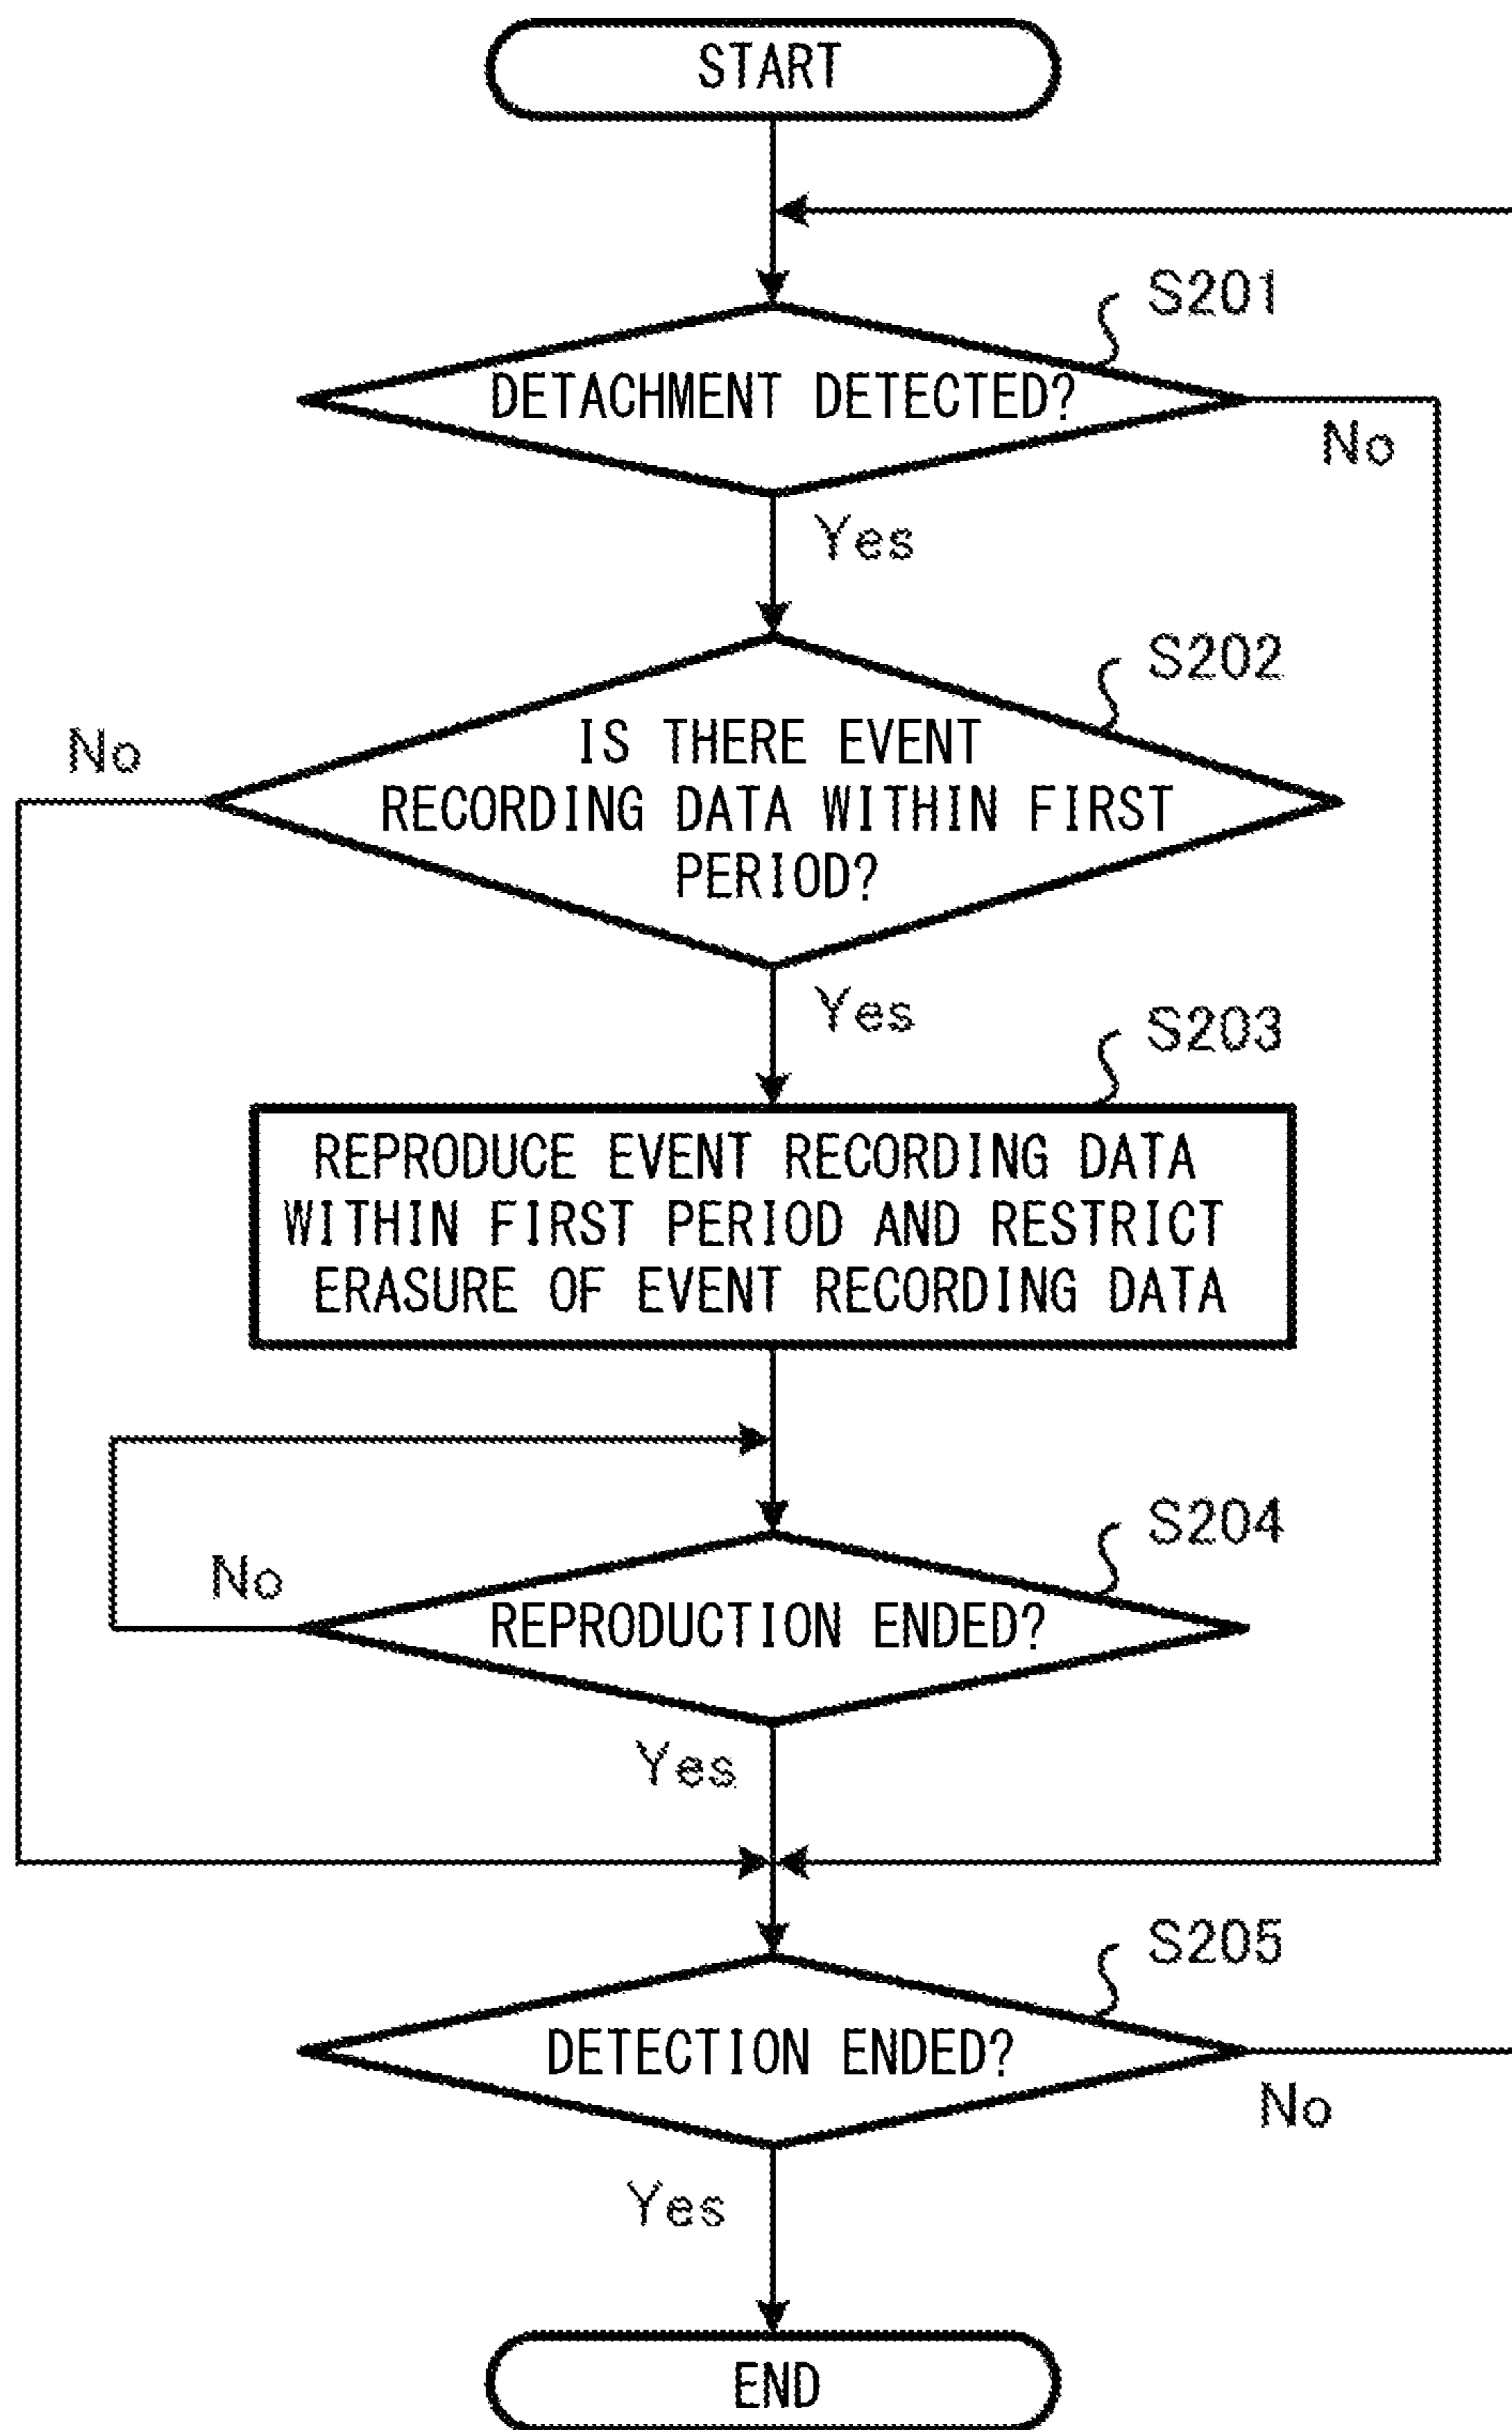 START
S201
DETACHMENT DETECTED?
No
Yes
S202
No
IS THERE EVENT
RECORDING DATA WITHIN FIRST
PERIOD?
Yes
S203
REPRODUCE EVENT RECORDING DATA
WITHIN FIRST PERIOD AND RESTRICT
ERASURE OF EVENT RECORDING DATA
S204
No
REPRODUCTION ENDED?
Yes
S205
DETECTION ENDED?
No
Yes
END